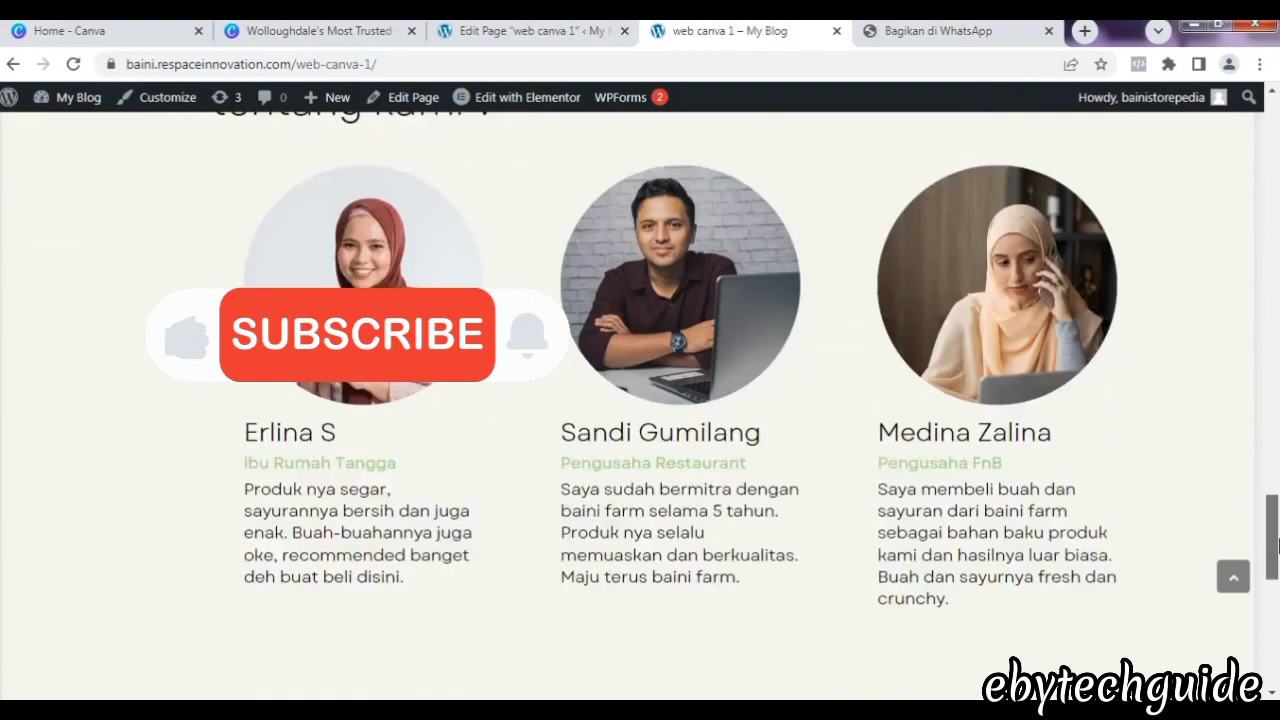 Home - Canva
Wolloughdale's Most Trusted
Edit Page "web canva 1" ‹ My
web canva 1 – My Blog
Bagikan di WhatsApp
baini.respaceinnovation.com/web-canva-1/
My Blog Customize 3 0 New Edit Page Edit with Elementor WPForms 2 Howdy, bainistorepedia
SUBSCRIBE
Erlina S
Ibu Rumah Tangga
Produk nya segar,
sayurannya bersih dan juga
enak. Buah-buahannya juga
oke, recommended banget
deh buat beli disini.
Sandi Gumilang
Pengusaha Restaurant
Saya sudah bermitra dengan
baini farm selama 5 tahun.
Produk nya selalu
memuaskan dan berkualitas.
Maju terus baini farm.
Medina Zalina
Pengusaha FnB
Saya membeli buah dan
sayuran dari baini farm
sebagai bahan baku produk
kami dan hasilnya luar biasa.
Buah dan sayurnya fresh dan
crunchy.
ebytechguide